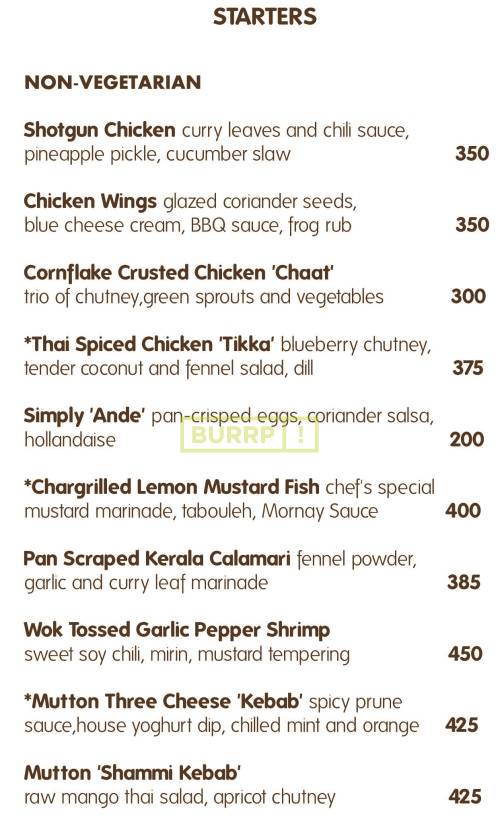 STARTERS
NON-VEGETARIAN
Shotgun Chicken curry leaves and chili sauce,
pineapple pickle, cucumber slaw 350
Chicken Wings glazed coriander seeds,
blue cheese cream, BBQ sauce, frog rub 350
Cornflake Crusted Chicken 'Chaat'
trio of chutney,green sprouts and vegetables 300
*Thai Spiced Chicken 'Tikka' blueberry chutney,
tender coconut and fennel salad, dill 375
Simply 'Ande' pan-crisped eggs, coriander salsa,
hollandaise 200
BURRP !
*Chargrilled Lemon Mustard Fish chef's special
mustard marinade, tabouleh, Mornay Sauce 400
Pan Scraped Kerala Calamari fennel powder,
garlic and curry leaf marinade 385
Wok Tossed Garlic Pepper Shrimp
sweet soy chili, mirin, mustard tempering 450
*Mutton Three Cheese 'Kebab' spicy prune
sauce,house yoghurt dip, chilled mint and orange 425
Mutton 'Shammi Kebab'
raw mango thai salad, apricot chutney 425